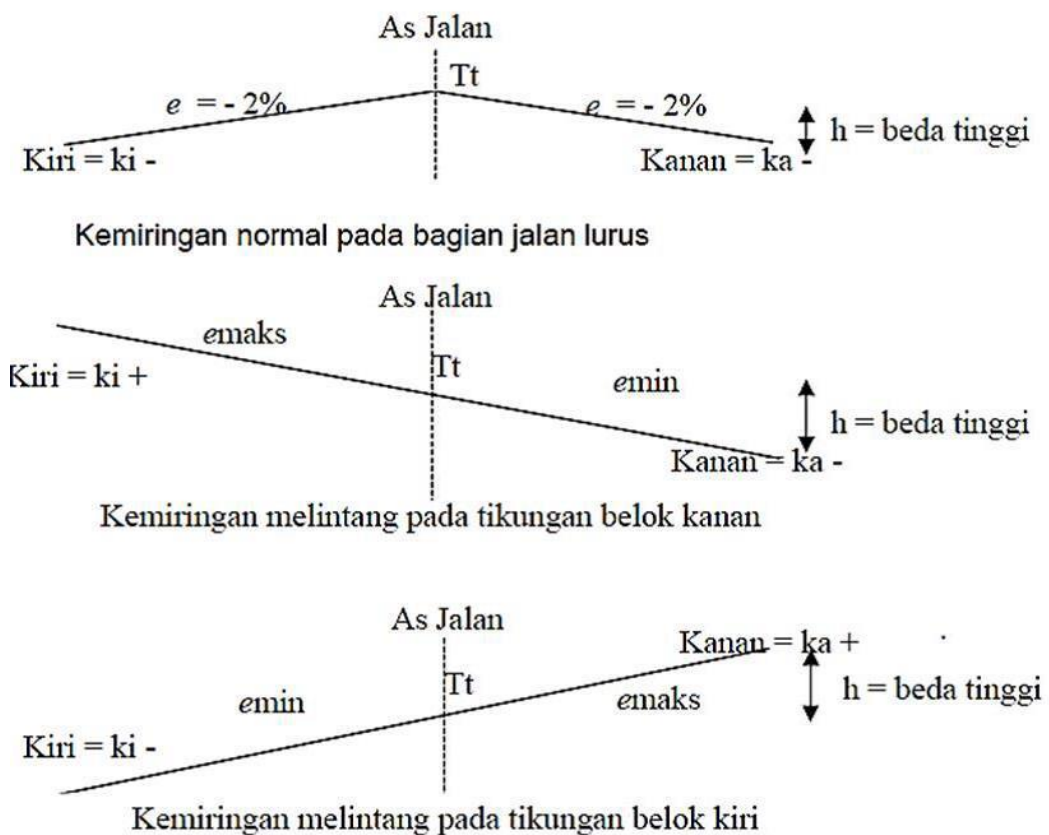 As Jalan
Tt
e = - 2%
e = - 2%
h = beda tinggi
Kiri = ki -
Kanan = ka -
Kemiringan normal pada bagian jalan lurus
As Jalan
emaks
Tt
Kiri = ki +
emin
h = beda tinggi
Kanan = ka -
Kemiringan melintang pada tikungan belok kanan
As Jalan
Kanan = ka +
Tt
emin
emaks
h = beda tinggi
Kiri = ki -
Kemiringan melintang pada tikungan belok kiri